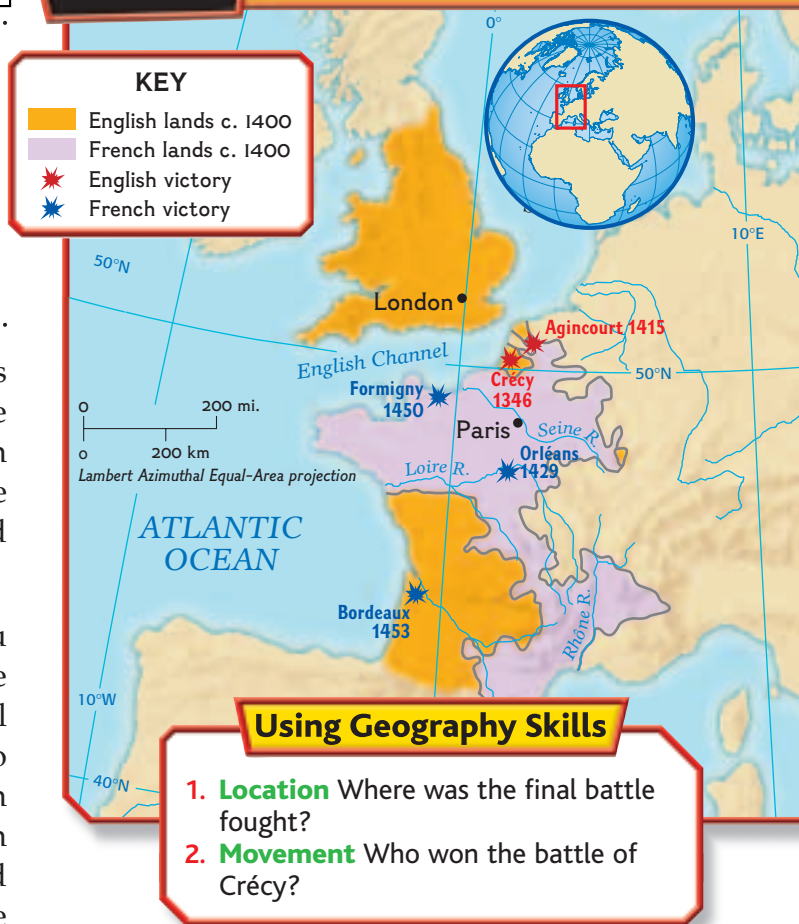 KEY
English lands c. 1400
French lands c. 1400
English victory
French victory
0°
10°E
50°N
London
English Channel
Agincourt 1415
Crécy
1346
50°N
Formigny
1450
Paris
Seine R.
Orléans
1429
Loire R.
0 200 mi.
0 200 km
Lambert Azimuthal Equal-Area projection
ATLANTIC
OCEAN
Bordeaux
1453
Rhône R.
10°W
40°N
Using Geography Skills
1. Location Where was the final battle
fought?
2. Movement Who won the battle of
Crécy?